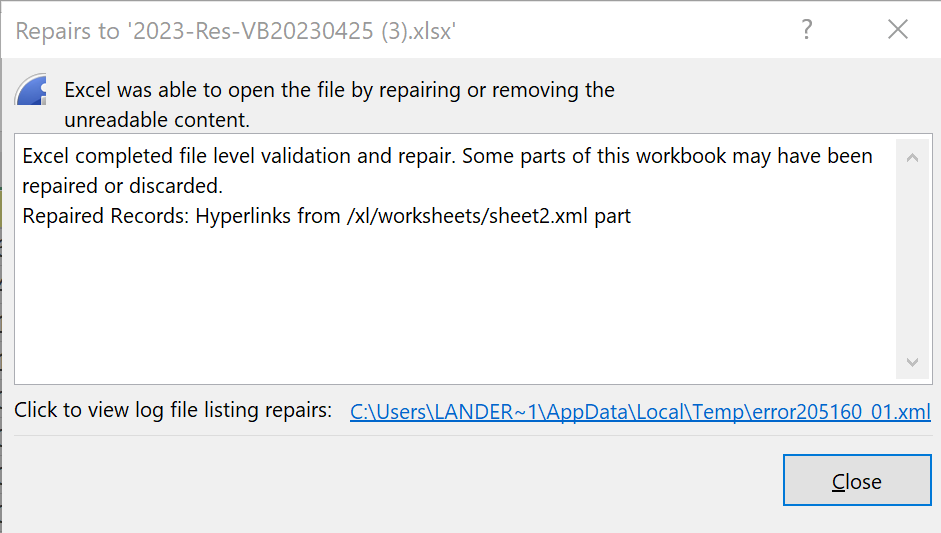 Repairs to '2023-Res-VB20230425 (3).xlsx'
?
Excel was able to open the file by repairing or removing the
unreadable content.
Excel completed file level validation and repair. Some parts of this workbook may have been
repaired or discarded.
Repaired Records: Hyperlinks from /xl/worksheets/sheet2.xml part
Click to view log file listing repairs: C:\Users\LANDER~1\AppData\Local\Temp\error205160_01.xml
Close